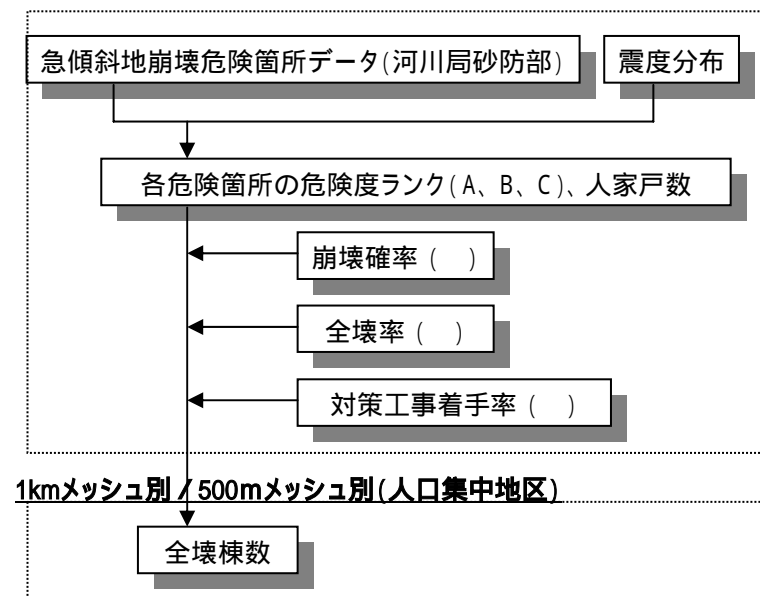 急傾斜地崩壊危険箇所データ(河川局砂防部)
震度分布
各危険箇所の危険度ランク(A、B、C)、人家戸数
崩壊確率 (　)
全壊率 (　)
対策工事着手率 (　)
1kmメッシュ別／500mメッシュ別(人口集中地区)
全壊棟数